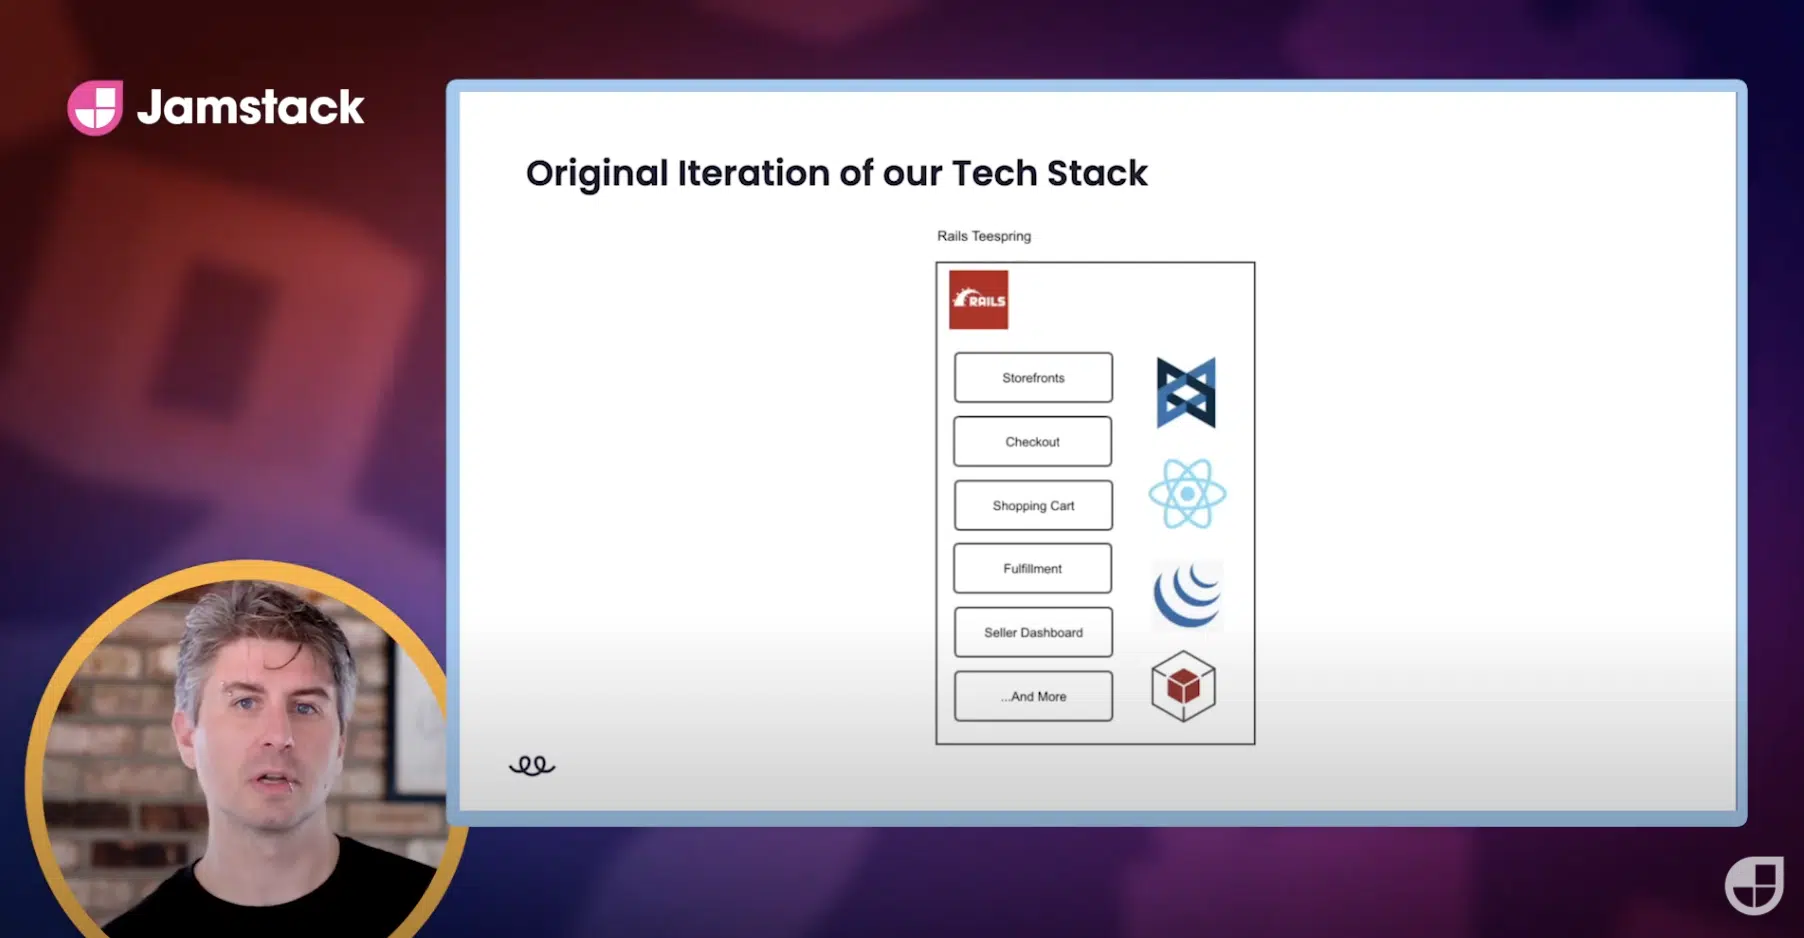 Jamstack
Original Iteration of our Tech Stack
Rails Teespring
RAILS
Storefronts
Checkout
Shopping Cart
Fulfillment
Seller Dashboard
...And More